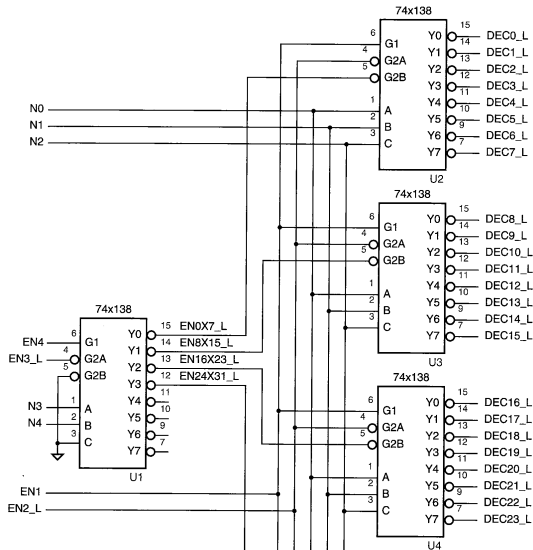 74x138
6 G1 Y0 15 DEC0_L
4 G2A Y1 14 DEC1_L
5 G2B Y2 13 DEC2_L
Y3 12 DEC3_L
N0 1 A Y4 11 DEC4_L
N1 2 B Y5 10 DEC5_L
N2 3 C Y6 9 DEC6_L
Y7 7 DEC7_L
U2
74x138
6 G1 Y0 15 DEC8_L
4 G2A Y1 14 DEC9_L
5 G2B Y2 13 DEC10_L
Y3 12 DEC11_L
1 A Y4 11 DEC12_L
2 B Y5 10 DEC13_L
3 C Y6 9 DEC14_L
Y7 7 DEC15_L
U3
74x138
EN4 6 G1 Y0 15 EN0X7_L
EN3_L 4 G2A Y1 14 EN8X15_L
5 G2B Y2 13 EN16X23_L
Y3 12 EN24X31_L
N3 1 A Y4 11
N4 2 B Y5 10
3 C Y6 9
Y7 7
U1
74x138
6 G1 Y0 15 DEC16_L
4 G2A Y1 14 DEC17_L
5 G2B Y2 13 DEC18_L
Y3 12 DEC19_L
1 A Y4 11 DEC20_L
2 B Y5 10 DEC21_L
3 C Y6 9 DEC22_L
Y7 7 DEC23_L
U4
EN1
EN2_L